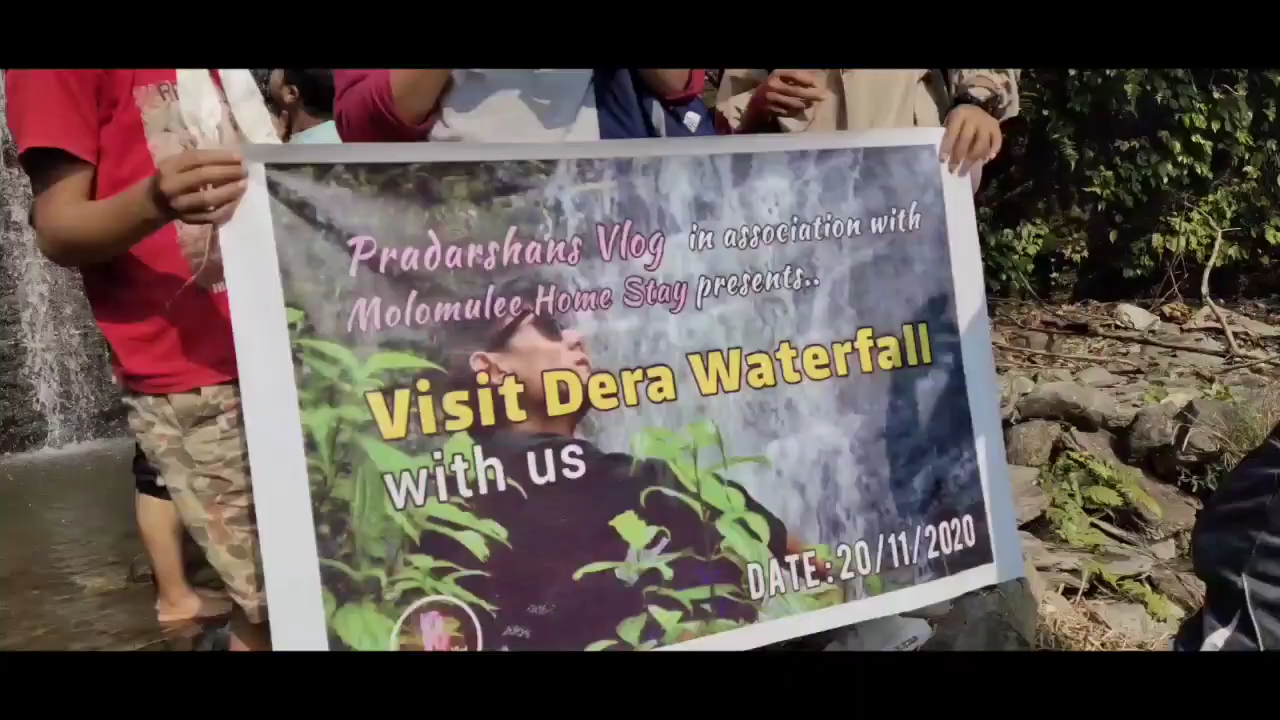 Pradarshans Vlog in association with
Molomulee Home Stay presents..
Visit Dera Waterfall
with us
DATE : 20/11/2020